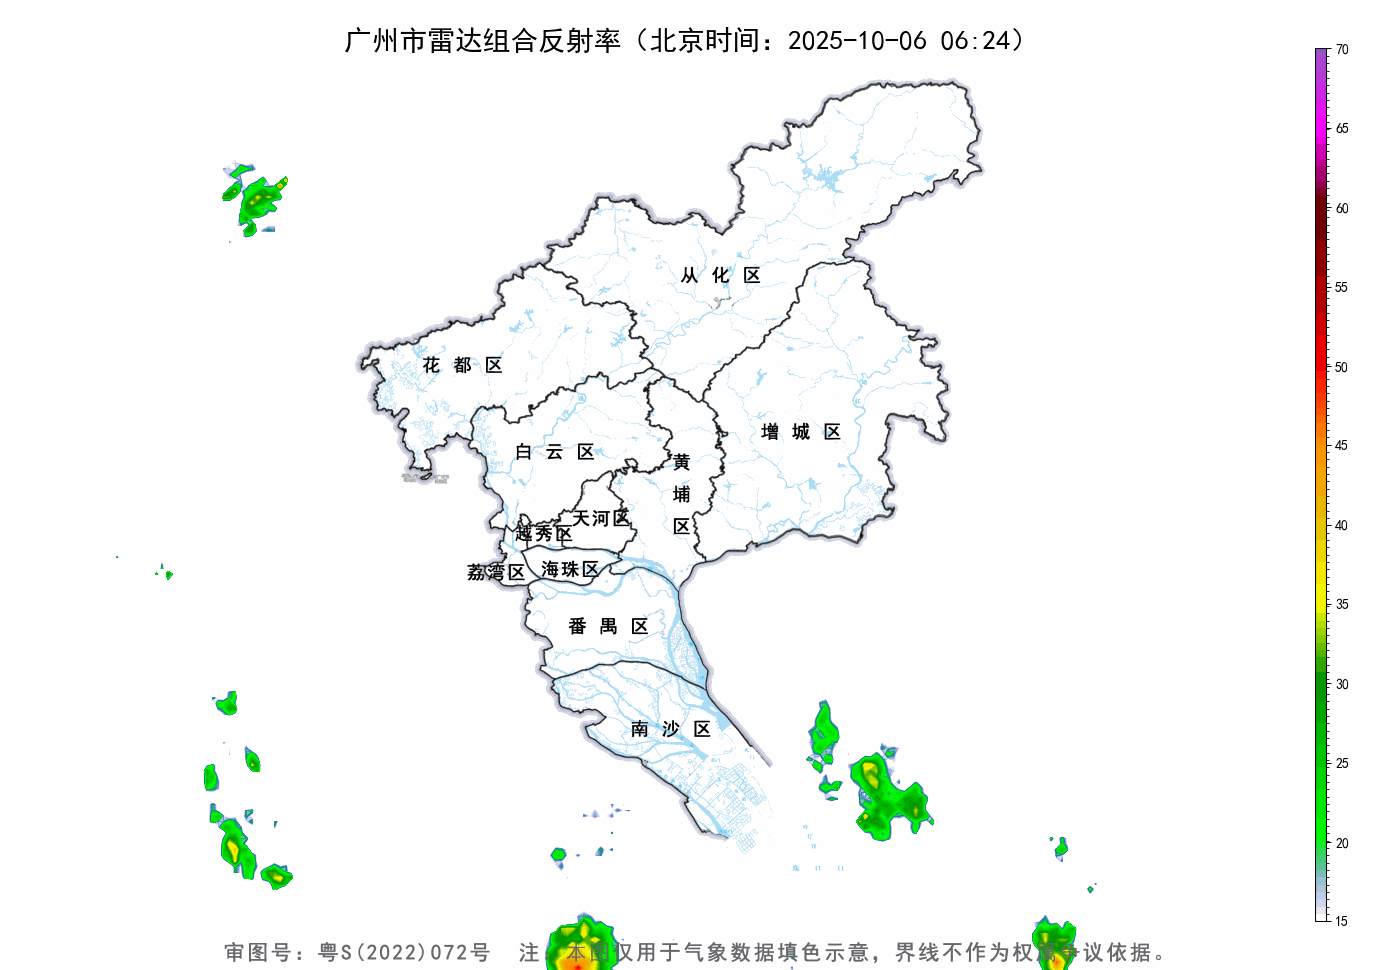 广州市雷达组合反射率（北京时间：2025-10-06 06:24）
70
65
60
55
50
45
40
35
30
25
20
15
从化区
花都区
增城区
白云区
黄埔区
天河区
越秀区
海珠区
荔湾区
番禺区
南沙区
审图号：粤S(2022)072号 注：本图仅用于气象数据填色示意，界线不作为权属争议依据。